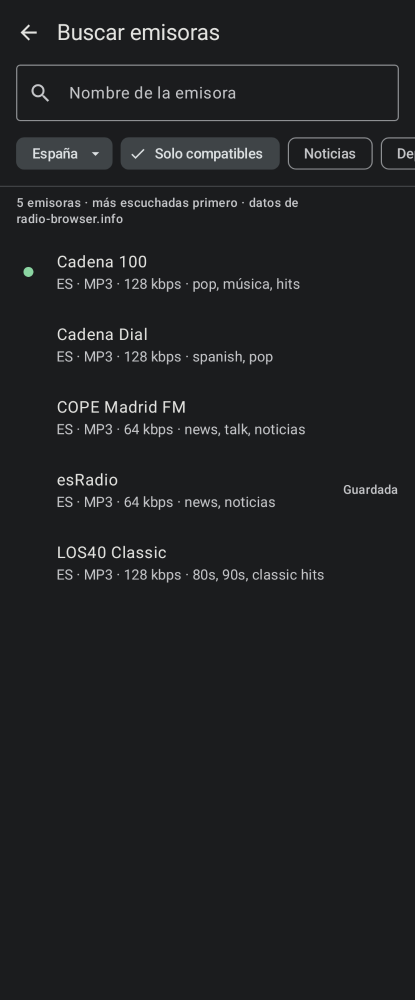 Buscar emisoras
Nombre de la emisora
España
Solo compatibles
Noticias
5 emisoras · más escuchadas primero · datos de
radio-browser.info
Cadena 100
ES · MP3 · 128 kbps · pop, música, hits
Cadena Dial
ES · MP3 · 128 kbps · spanish, pop
COPE Madrid FM
ES · MP3 · 64 kbps · news, talk, noticias
esRadio
ES · MP3 · 64 kbps · news, noticias
Guardada
LOS40 Classic
ES · MP3 · 128 kbps · 80s, 90s, classic hits